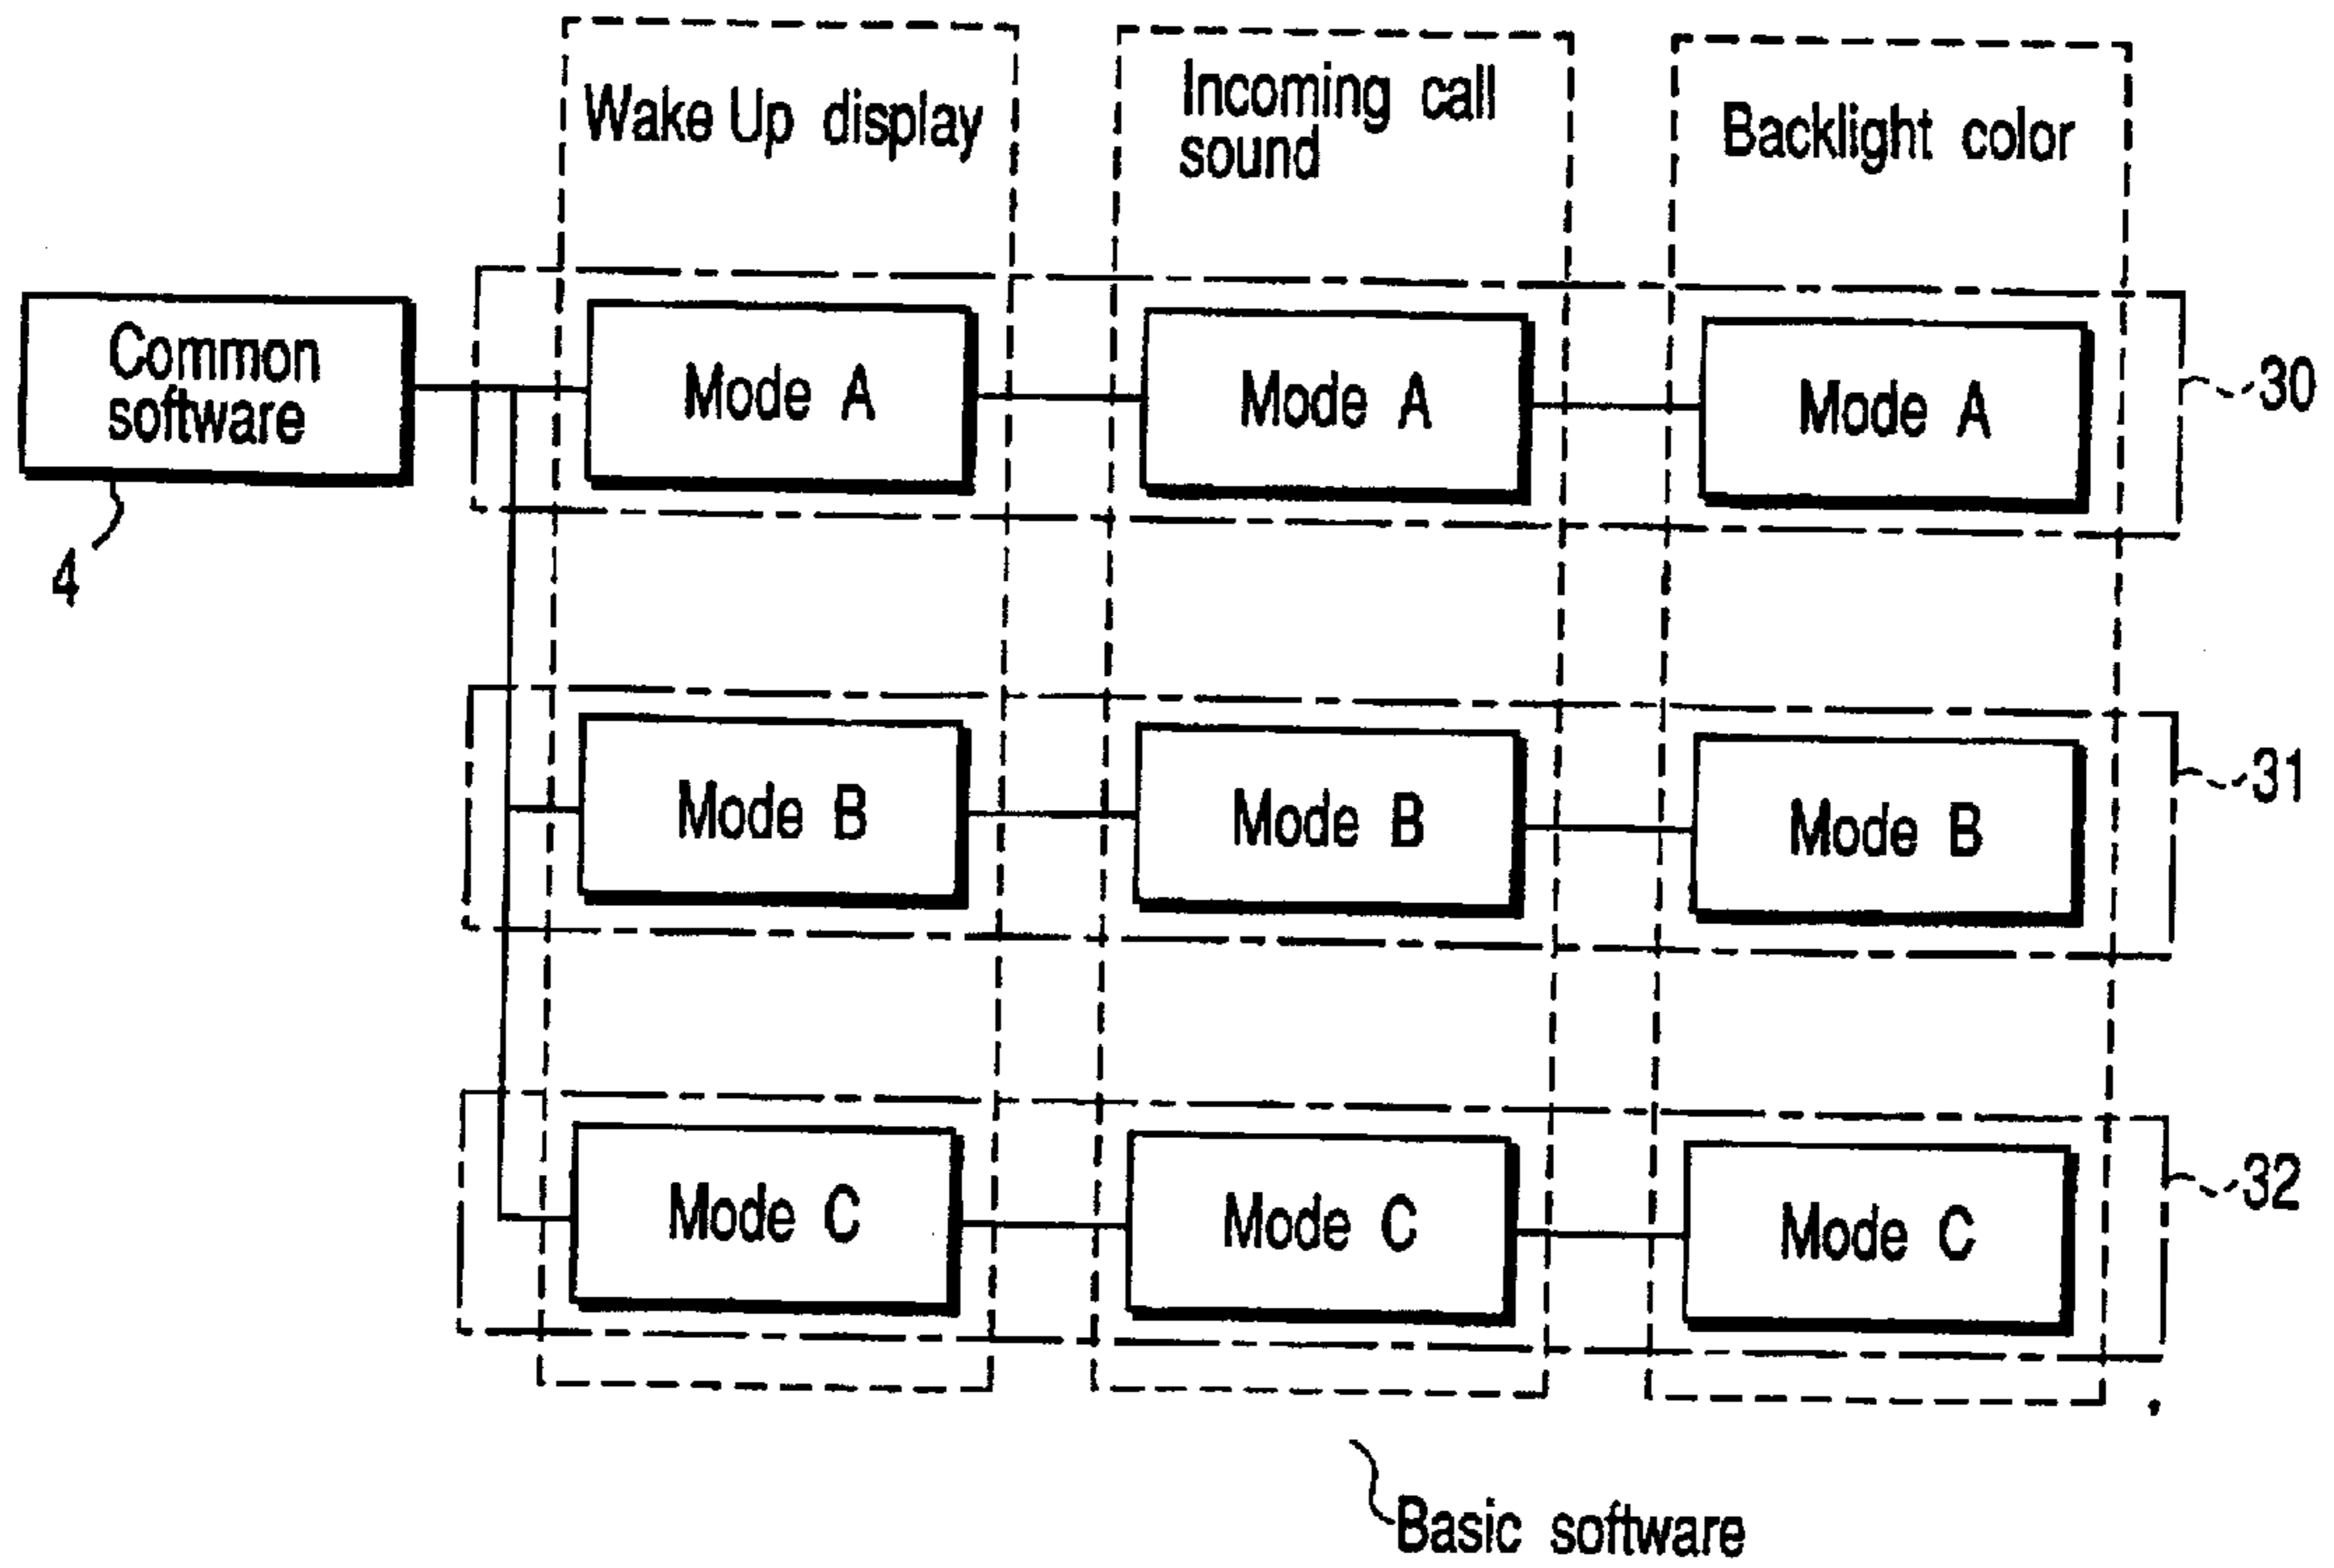 Wake Up display
Incoming call
sound
Backlight color
Common
software
4
Mode A
Mode A
Mode A
30
Mode B
Mode B
Mode B
31
Mode C
Mode C
Mode C
32
Basic software